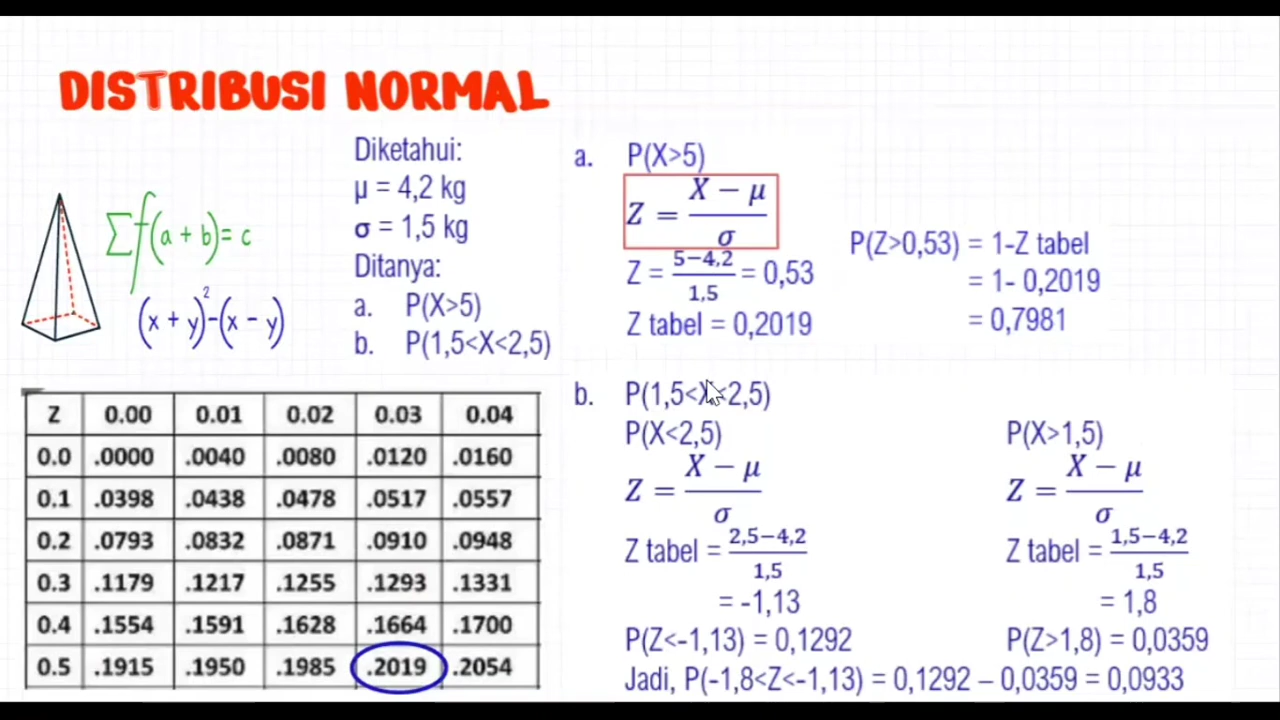 DISTRIBUSI NORMAL
∑f(a + b) = c
(x + y)² - (x - y)
Diketahui:
μ = 4,2 kg
σ = 1,5 kg
Ditanya:
a. P(X>5)
b. P(1,5<X<2,5)
Z 0.00 0.01 0.02 0.03 0.04
0.0 .0000 .0040 .0080 .0120 .0160
0.1 .0398 .0438 .0478 .0517 .0557
0.2 .0793 .0832 .0871 .0910 .0948
0.3 .1179 .1217 .1255 .1293 .1331
0.4 .1554 .1591 .1628 .1664 .1700
0.5 .1915 .1950 .1985 .2019 .2054
a. P(X>5)
Z = (X − μ)/σ
Z = (5−4,2)/1,5 = 0,53
Z tabel = 0,2019
P(Z>0,53) = 1-Z tabel
= 1- 0,2019
= 0,7981
b. P(1,5<X<2,5)
P(X<2,5)
Z = (X − μ)/σ
Z tabel = (2,5−4,2)/1,5
= -1,13
P(Z<-1,13) = 0,1292
P(X>1,5)
Z = (X − μ)/σ
Z tabel = (1,5−4,2)/1,5
= 1,8
P(Z>1,8) = 0,0359
Jadi, P(-1,8<Z<-1,13) = 0,1292 – 0,0359 = 0,0933